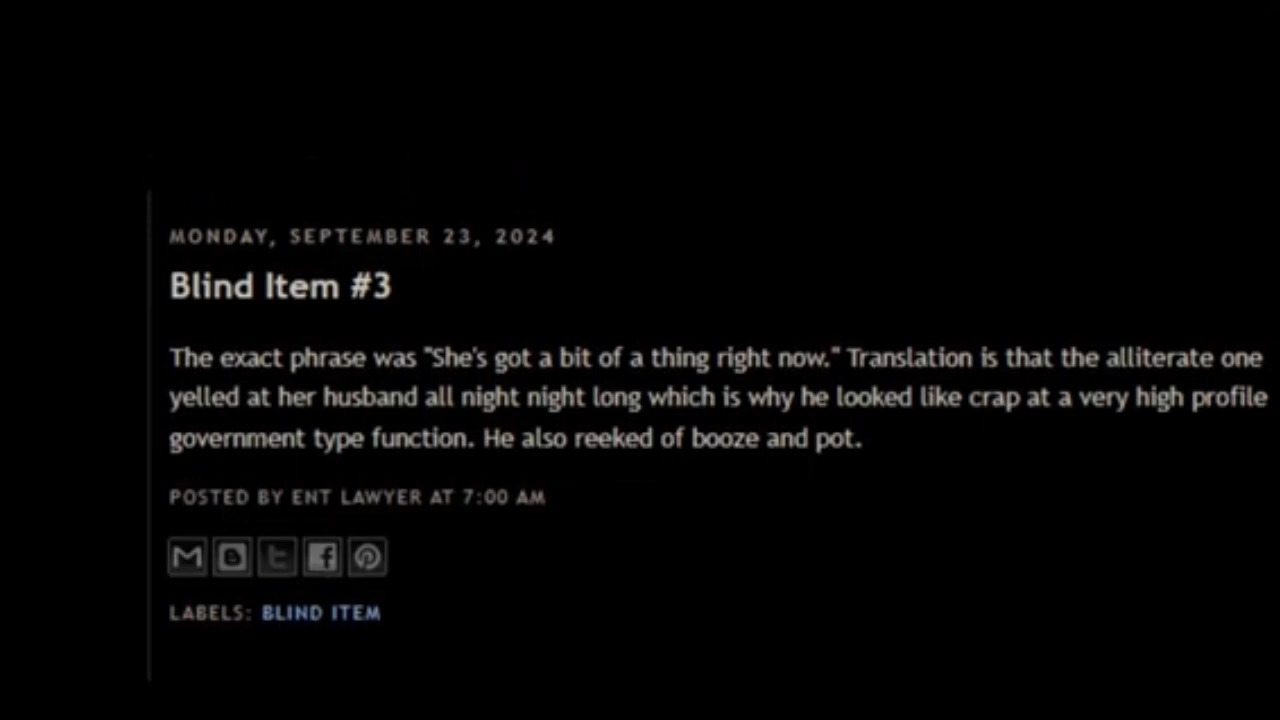 MONDAY, SEPTEMBER 23, 2024
Blind Item #3
The exact phrase was "She's got a bit of a thing right now." Translation is that the alliterate one
yelled at her husband all night night long which is why he looked like crap at a very high profile
government type function. He also reeked of booze and pot.
POSTED BY ENT LAWYER AT 7:00 AM
LABELS: BLIND ITEM